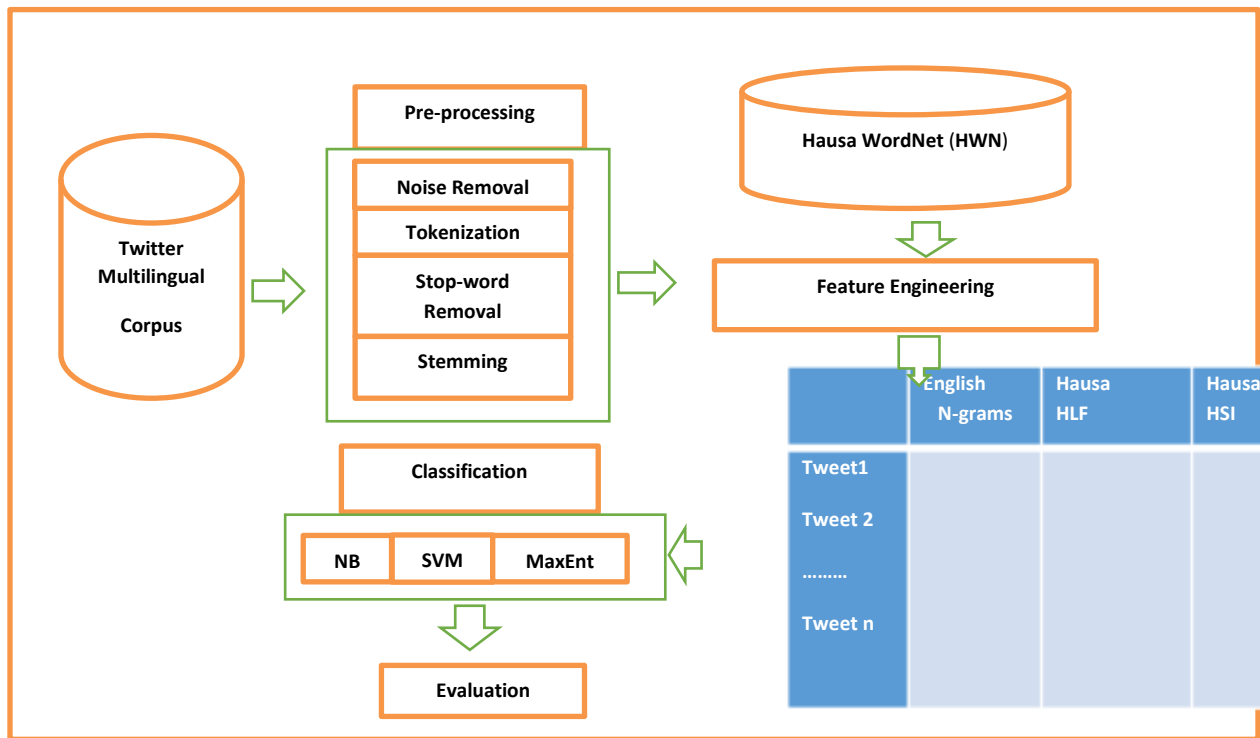 Twitter
Multilingual
Corpus
Pre-processing
Noise Removal
Tokenization
Stop-word
Removal
Stemming
Hausa WordNet (HWN)
Feature Engineering
English
N-grams
Hausa
HLF
Hausa
HSI
Tweet1
Tweet 2
………
Tweet n
Classification
NB
SVM
MaxEnt
Evaluation